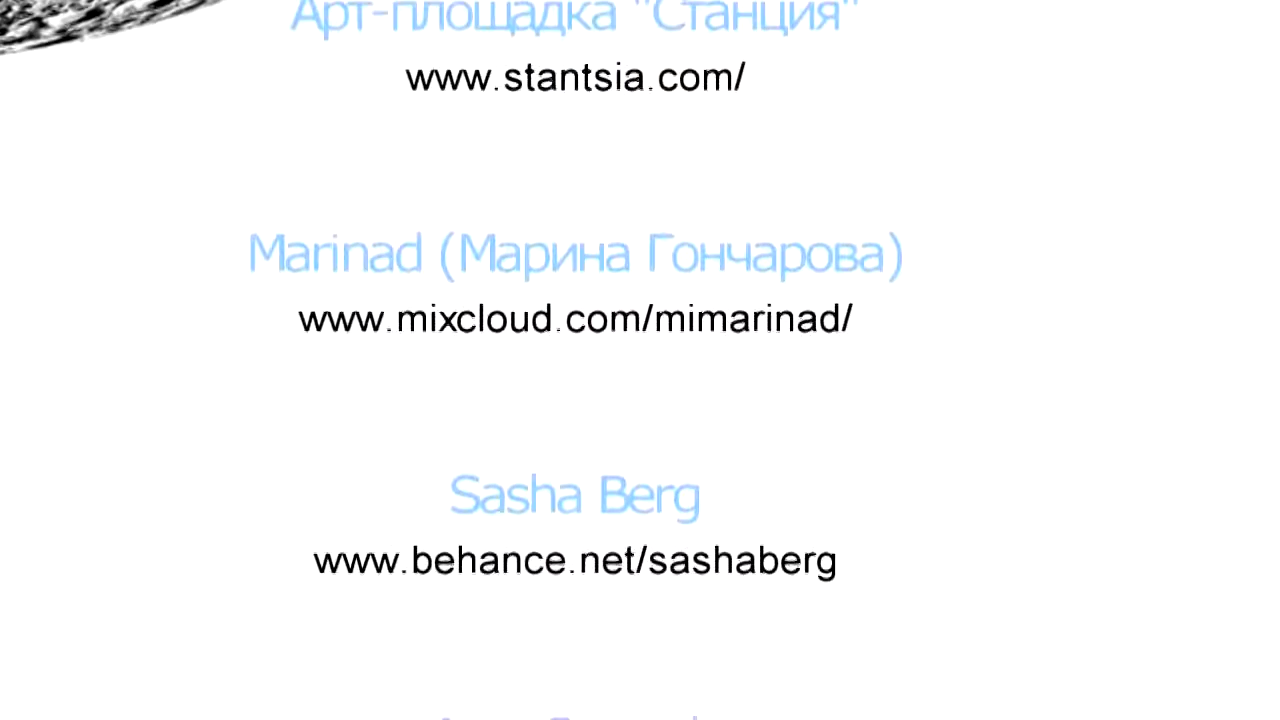 Арт-площадка "Станция"
www.stantsia.com/
Marinad (Марина Гончарова)
www.mixcloud.com/mimarinad/
Sasha Berg
www.behance.net/sashaberg